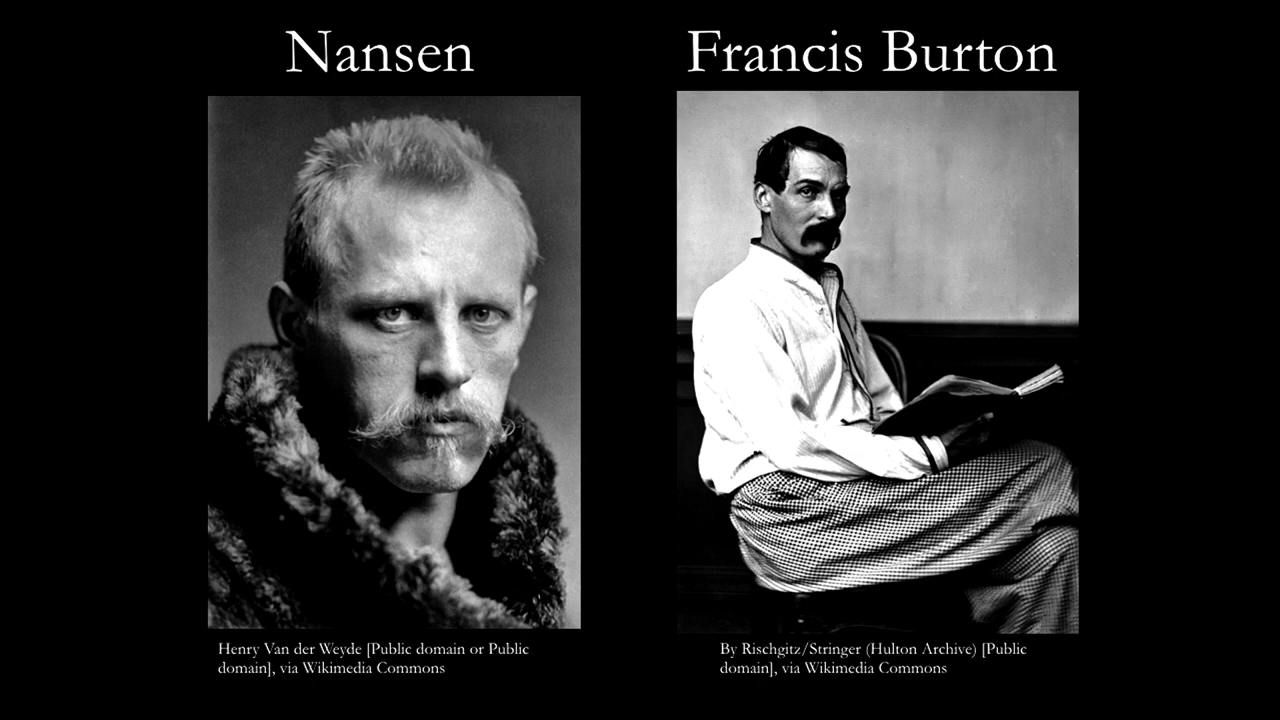 Nansen
Francis Burton
Henry Van der Weyde [Public domain or Public
domain], via Wikimedia Commons
By Rischgitz/Stringer (Hulton Archive) [Public
domain], via Wikimedia Commons